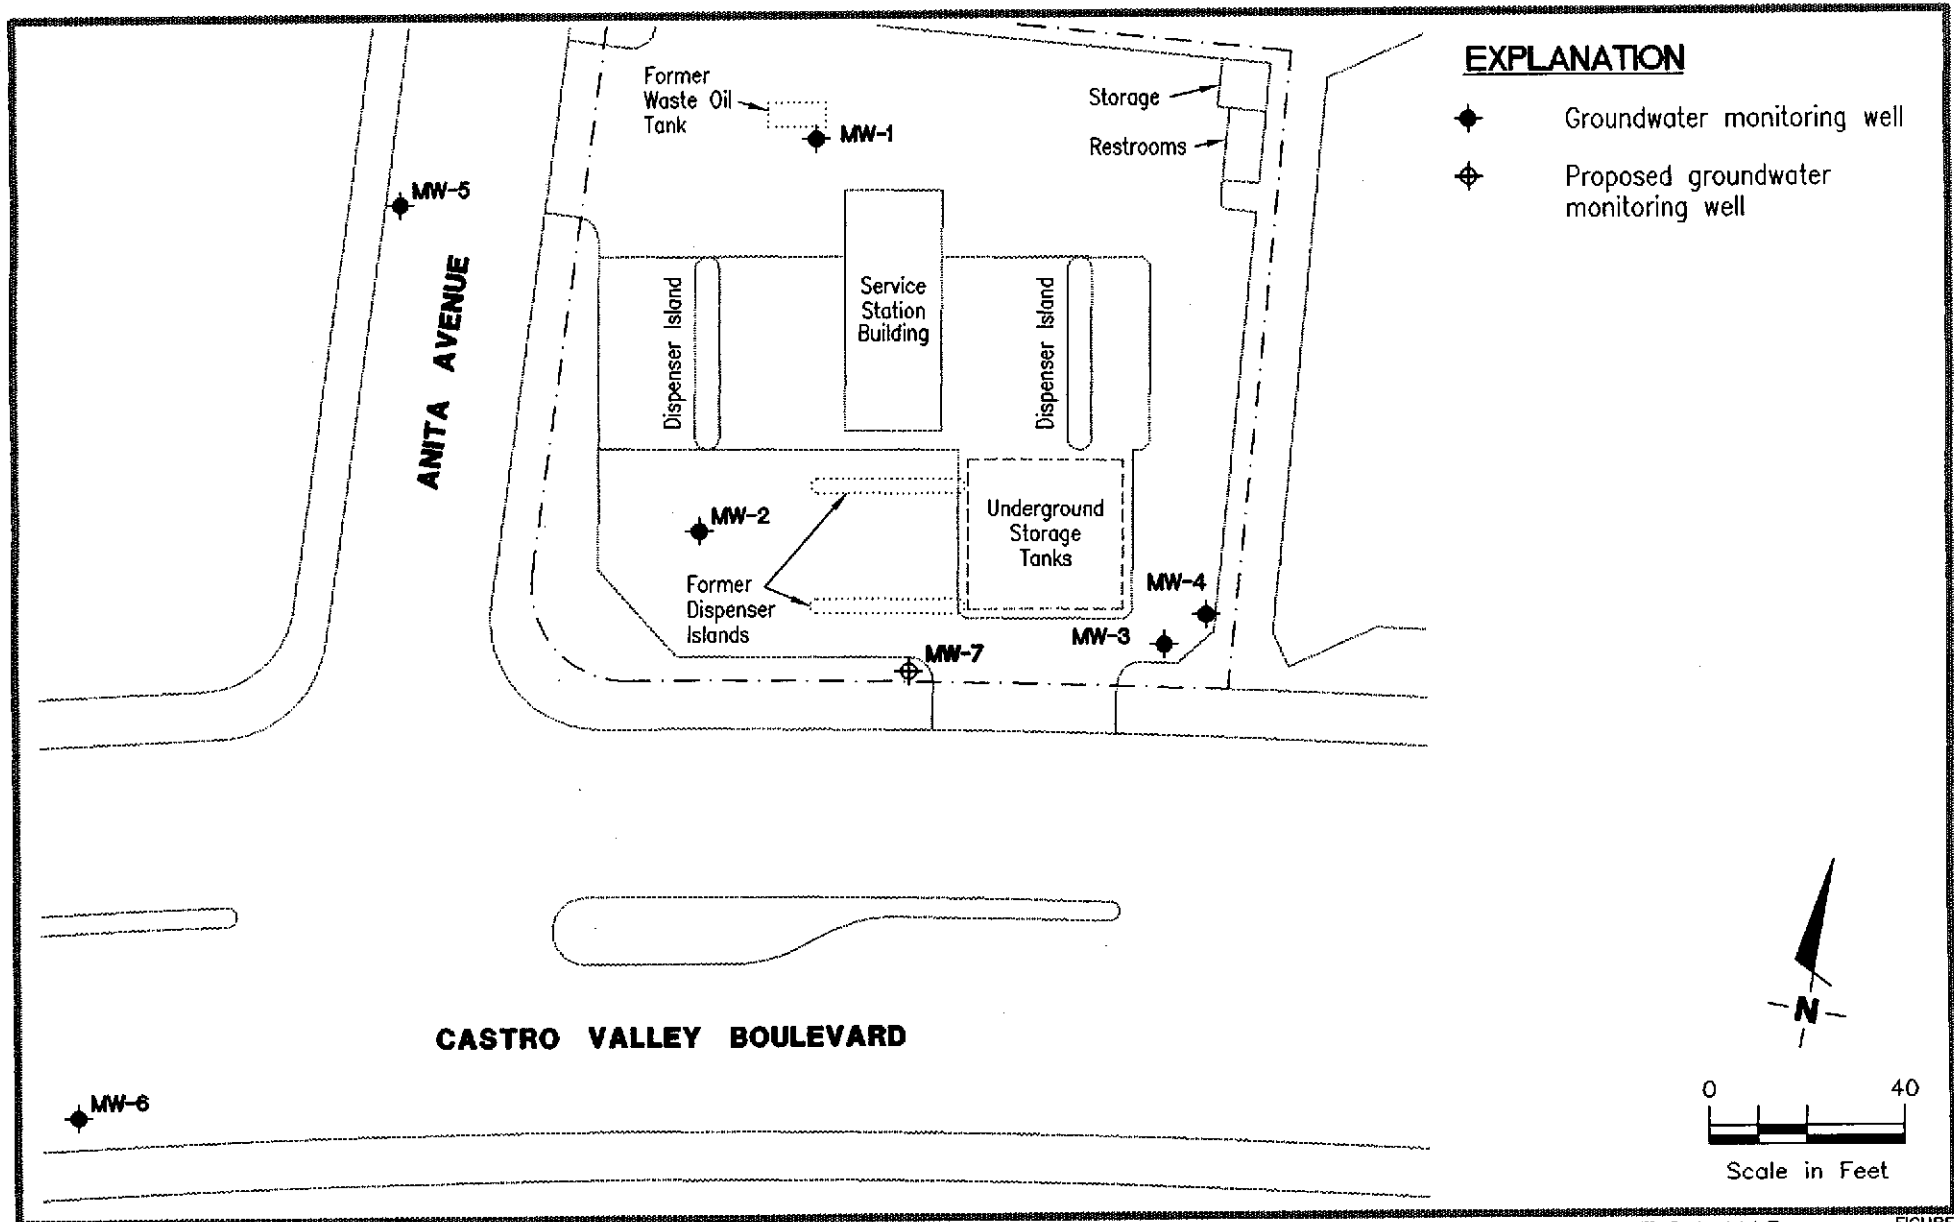 EXPLANATION
Groundwater monitoring well
Proposed groundwater
monitoring well
Former
Waste Oil
Tank
MW-1
Storage
Restrooms
MW-5
ANITA AVENUE
Dispenser Island
Service
Station
Building
Dispenser Island
MW-2
Underground
Storage
Tanks
Former
Dispenser
Islands
MW-4
MW-3
MW-7
CASTRO VALLEY BOULEVARD
MW-6
N
0 40
Scale in Feet
FIGURE